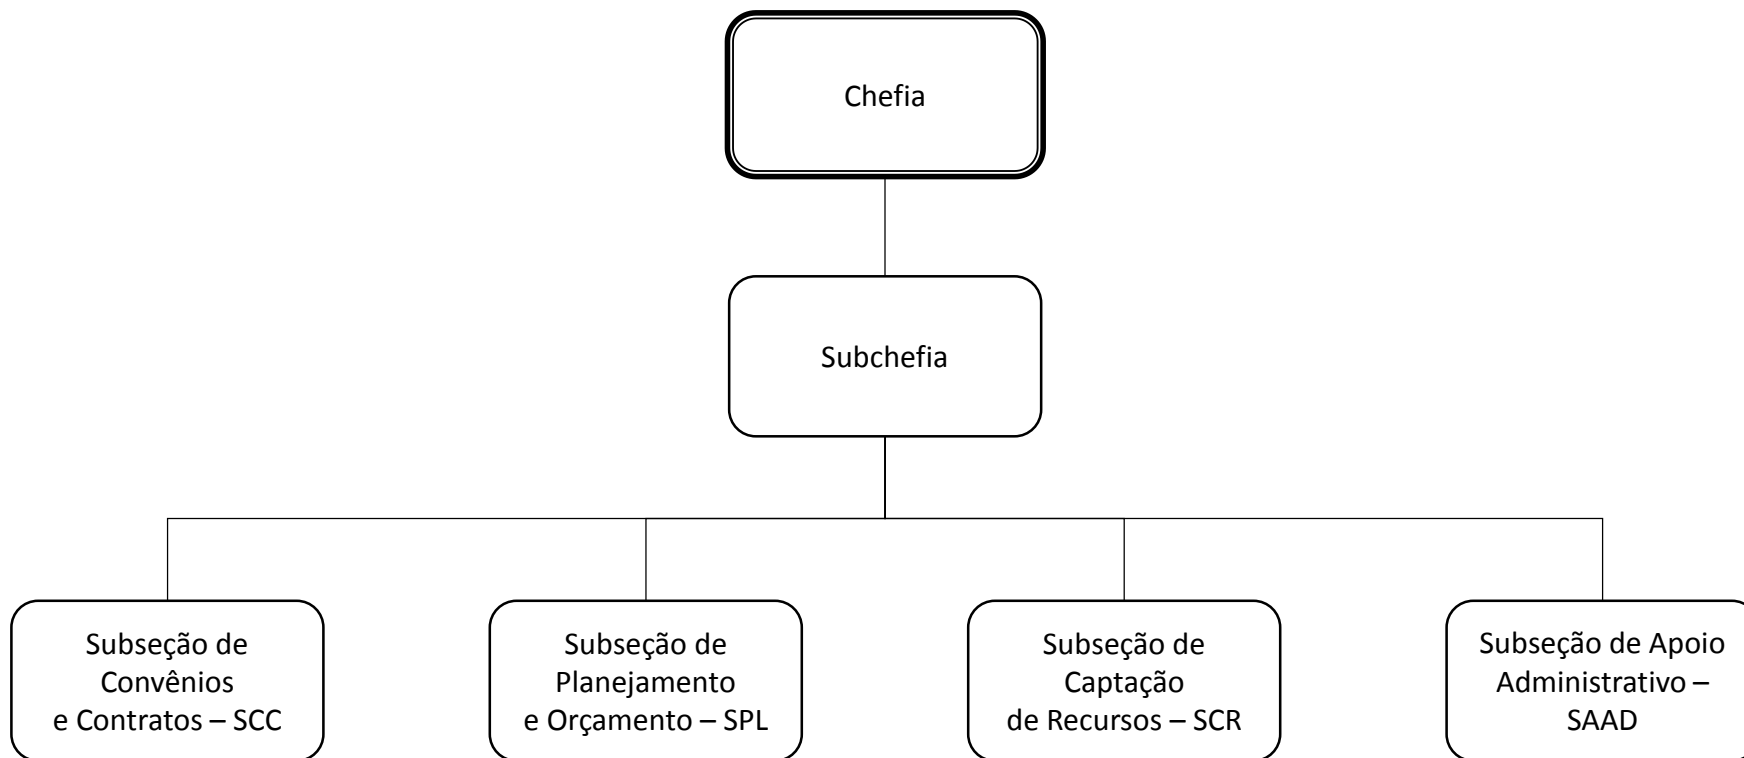 Chefia
Subchefia
Subseção de
Convênios
e Contratos – SCC
Subseção de
Planejamento
e Orçamento – SPL
Subseção de
Captação
de Recursos – SCR
Subseção de Apoio
Administrativo –
SAAD